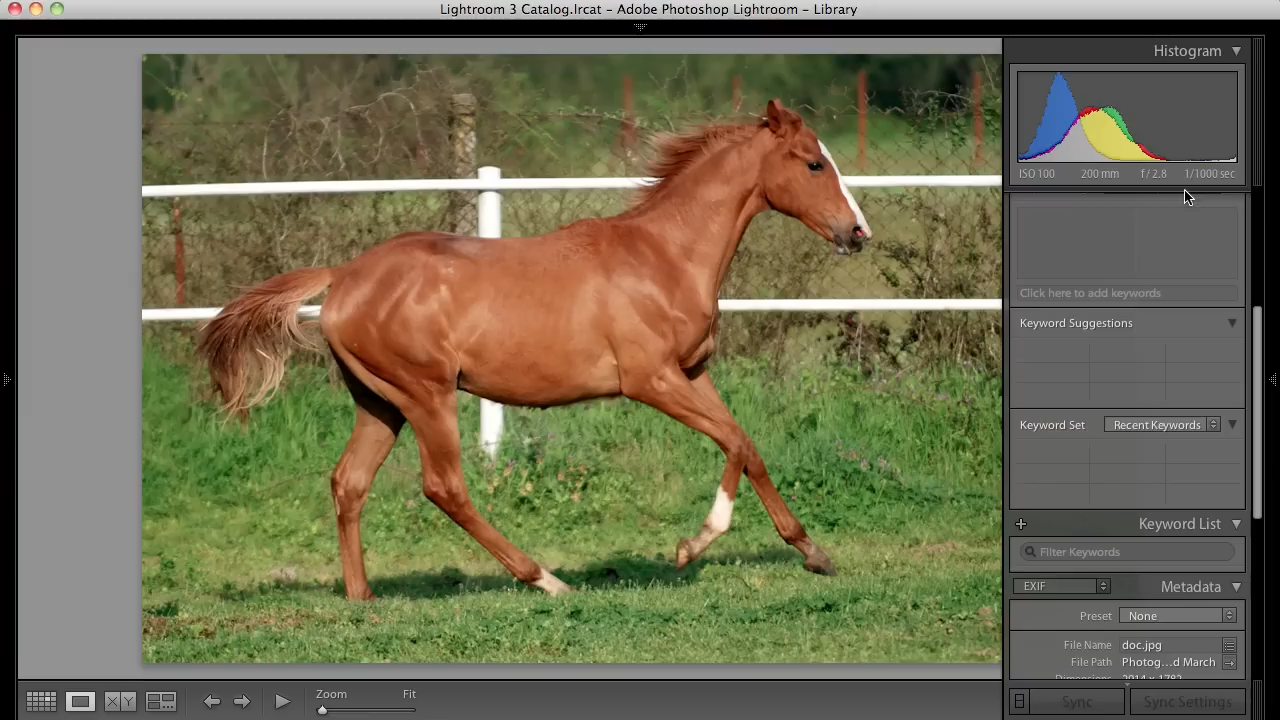 Lightroom 3 Catalog.lrcat – Adobe Photoshop Lightroom – Library
Histogram
ISO 100 200 mm f / 2.8 1/1000 sec
Click here to add keywords
Keyword Suggestions
Keyword Set Recent Keywords
Keyword List
Filter Keywords
EXIF Metadata
Preset None
File Name doc.jpg
File Path Photog...d March
Dimensions
Zoom Fit
X Y
Sync Sync Settings